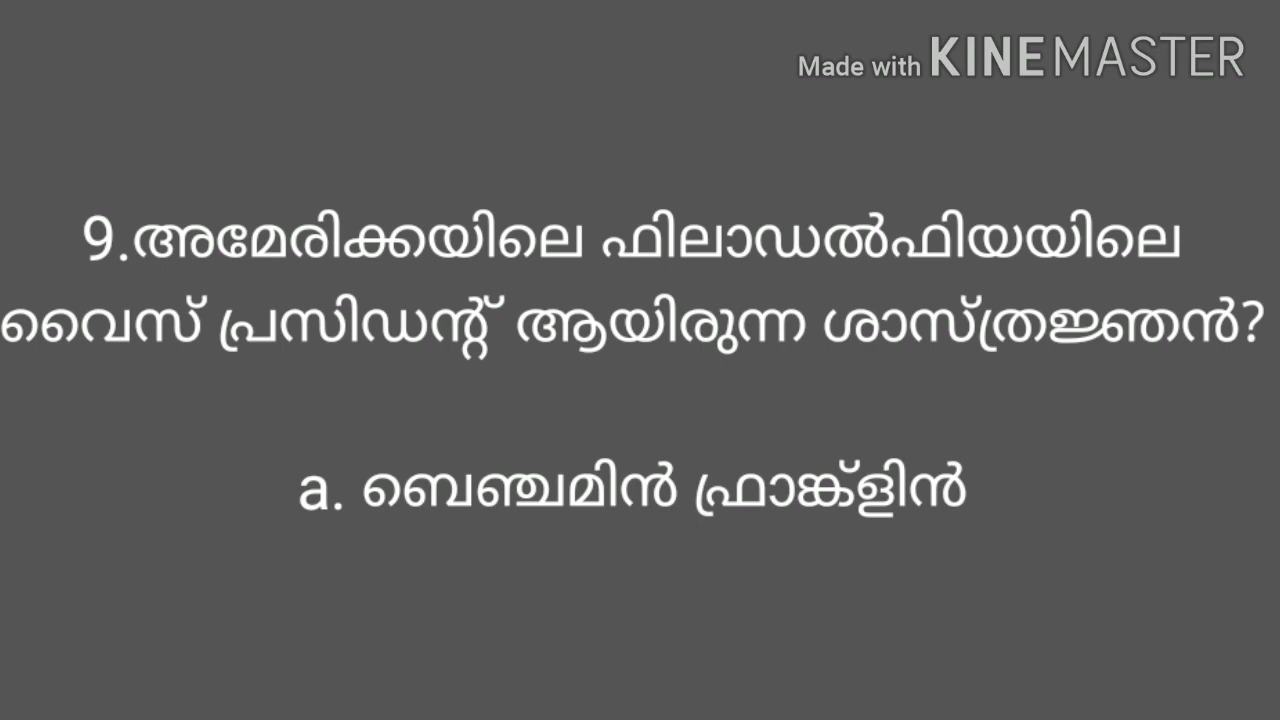 Made with KINEMASTER
9.അമേരിക്കയിലെ ഫിലാഡൽഫിയയിലെ
വൈസ് പ്രസിഡന്റ് ആയിരുന്ന ശാസ്ത്രജ്ഞൻ?
a. ബെഞ്ചമിൻ ഫ്രാങ്ക്ളിൻ